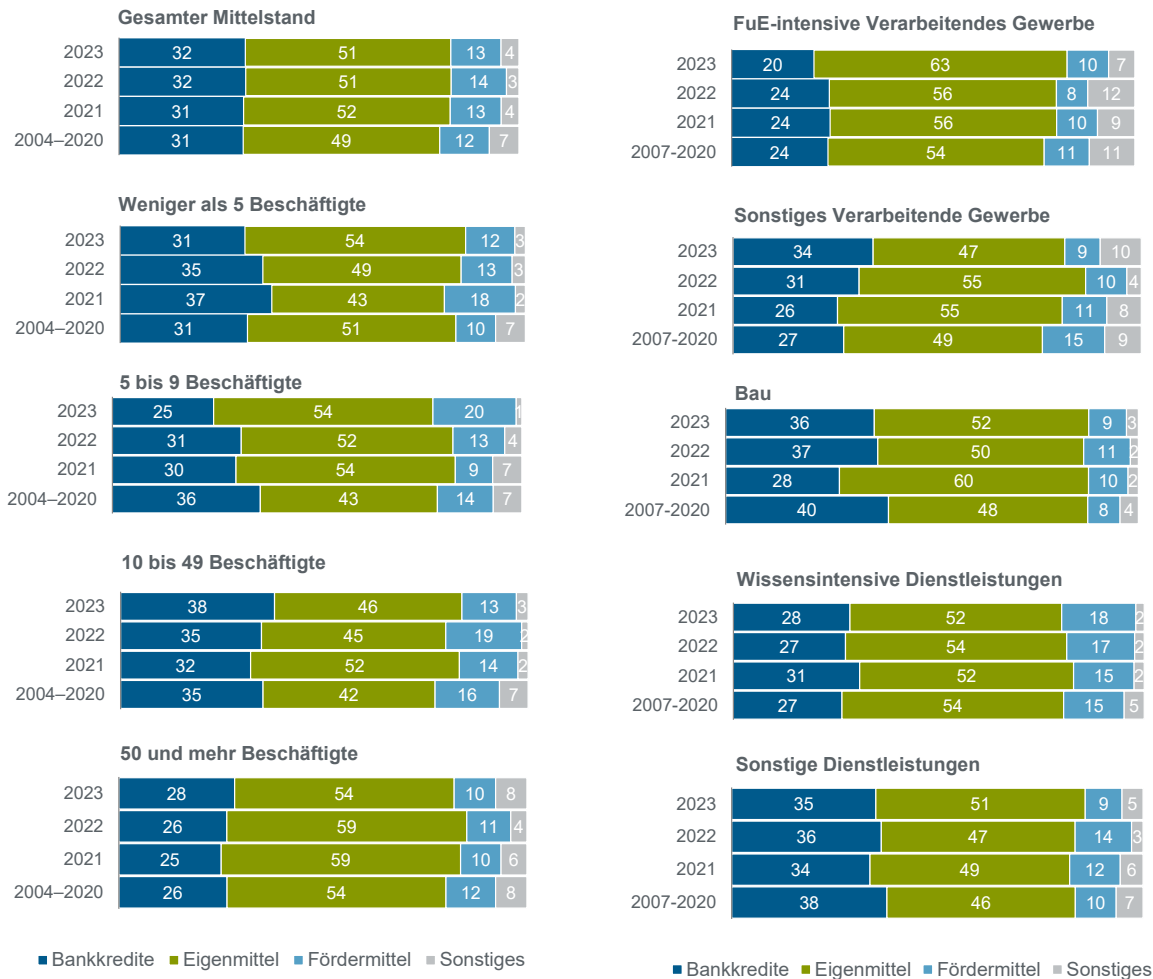 Gesamter Mittelstand
2023 32 51 13 4
2022 32 51 14 3
2021 31 52 13 4
2004–2020 31 49 12 7
Weniger als 5 Beschäftigte
2023 31 54 12 3
2022 35 49 13 3
2021 37 43 18 2
2004–2020 31 51 10 7
5 bis 9 Beschäftigte
2023 25 54 20 1
2022 31 52 13 4
2021 30 54 9 7
2004–2020 36 43 14 7
10 bis 49 Beschäftigte
2023 38 46 13 3
2022 35 45 19 2
2021 32 52 14 2
2004–2020 35 42 16 7
50 und mehr Beschäftigte
2023 28 54 10 8
2022 26 59 11 4
2021 25 59 10 6
2004–2020 26 54 12 8
Bankkredite Eigenmittel Fördermittel Sonstiges
FuE-intensive Verarbeitendes Gewerbe
2023 20 63 10 7
2022 24 56 8 12
2021 24 56 10 9
2007-2020 24 54 11 11
Sonstiges Verarbeitende Gewerbe
2023 34 47 9 10
2022 31 55 10 4
2021 26 55 11 8
2007-2020 27 49 15 9
Bau
2023 36 52 9 3
2022 37 50 11 2
2021 28 60 10 2
2007-2020 40 48 8 4
Wissensintensive Dienstleistungen
2023 28 52 18 2
2022 27 54 17 2
2021 31 52 15 2
2007-2020 27 54 15 5
Sonstige Dienstleistungen
2023 35 51 9 5
2022 36 47 14 3
2021 34 49 12 6
2007-2020 38 46 10 7
Bankkredite Eigenmittel Fördermittel Sonstiges